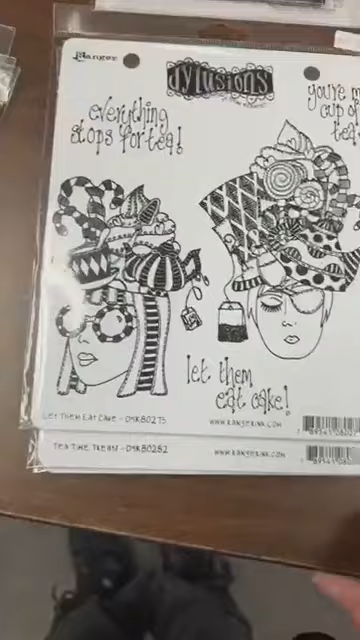 Ranger
dylusions
everything
stops for tea!
you're m
cup of
tea!
let them
eat cake!
LET THEM EAT CAKE - DYR80275
WWW.RANGERINK.COM
TEA TIME TREAT - DYR80282
WWW.RANGERINK.COM